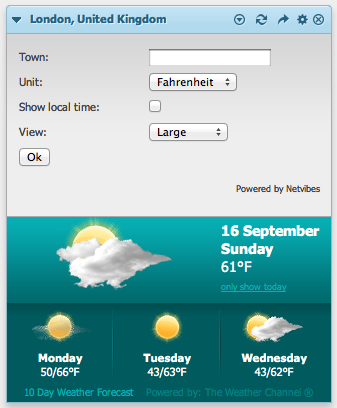 London, United Kingdom
Town:
Unit: Fahrenheit
Show local time:
View: Large
Ok
Powered by Netvibes
16 September
Sunday
61°F
only show today
Monday Tuesday Wednesday
50/66°F 43/63°F 43/62°F
10 Day Weather Forecast Powered by: The Weather Channel ®